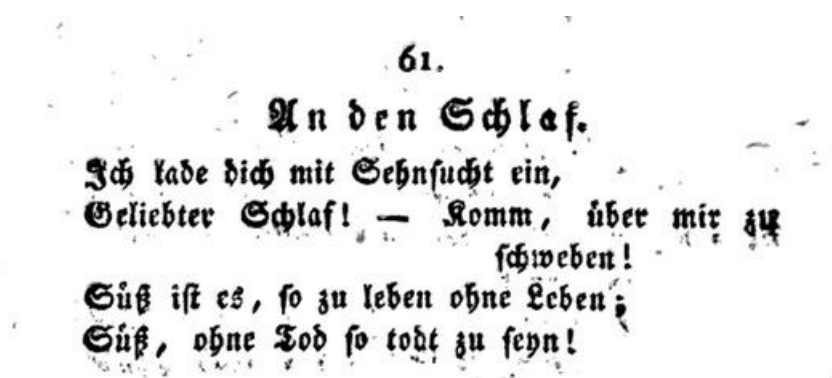 61.
An den Schlaf.
Ich lade dich mit Sehnſucht ein,
Geliebter Schlaf! — Komm, über mir zu
ſchweben!
Süß iſt es, ſo zu leben ohne Leben;
Süß, ohne Tod ſo todt zu ſeyn!